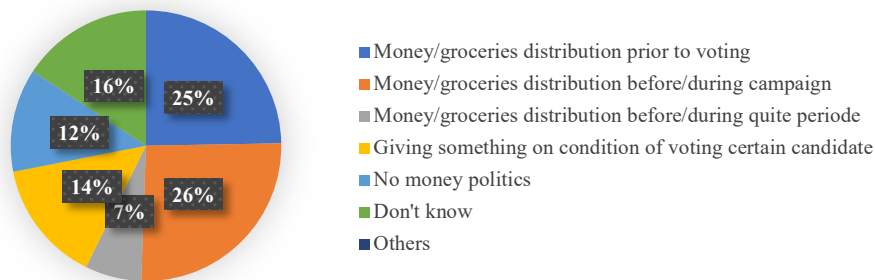 16%
25%
12%
14%
7%
26%
Money/groceries distribution prior to voting
Money/groceries distribution before/during campaign
Money/groceries distribution before/during quite periode
Giving something on condition of voting certain candidate
No money politics
Don't know
Others